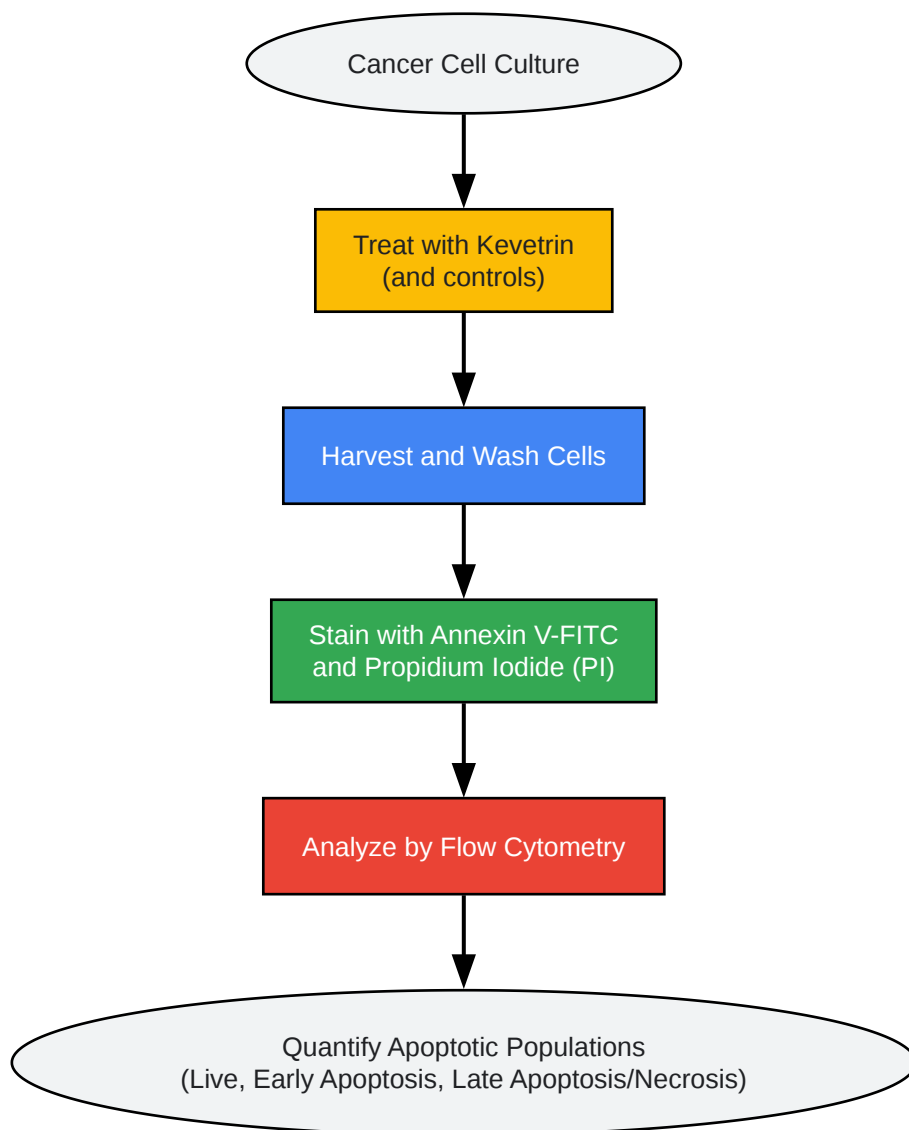 Cancer Cell Culture
Treat with Kevetrin
(and controls)
Harvest and Wash Cells
Stain with Annexin V-FITC
and Propidium Iodide (PI)
Analyze by Flow Cytometry
Quantify Apoptotic Populations
(Live, Early Apoptosis, Late Apoptosis/Necrosis)